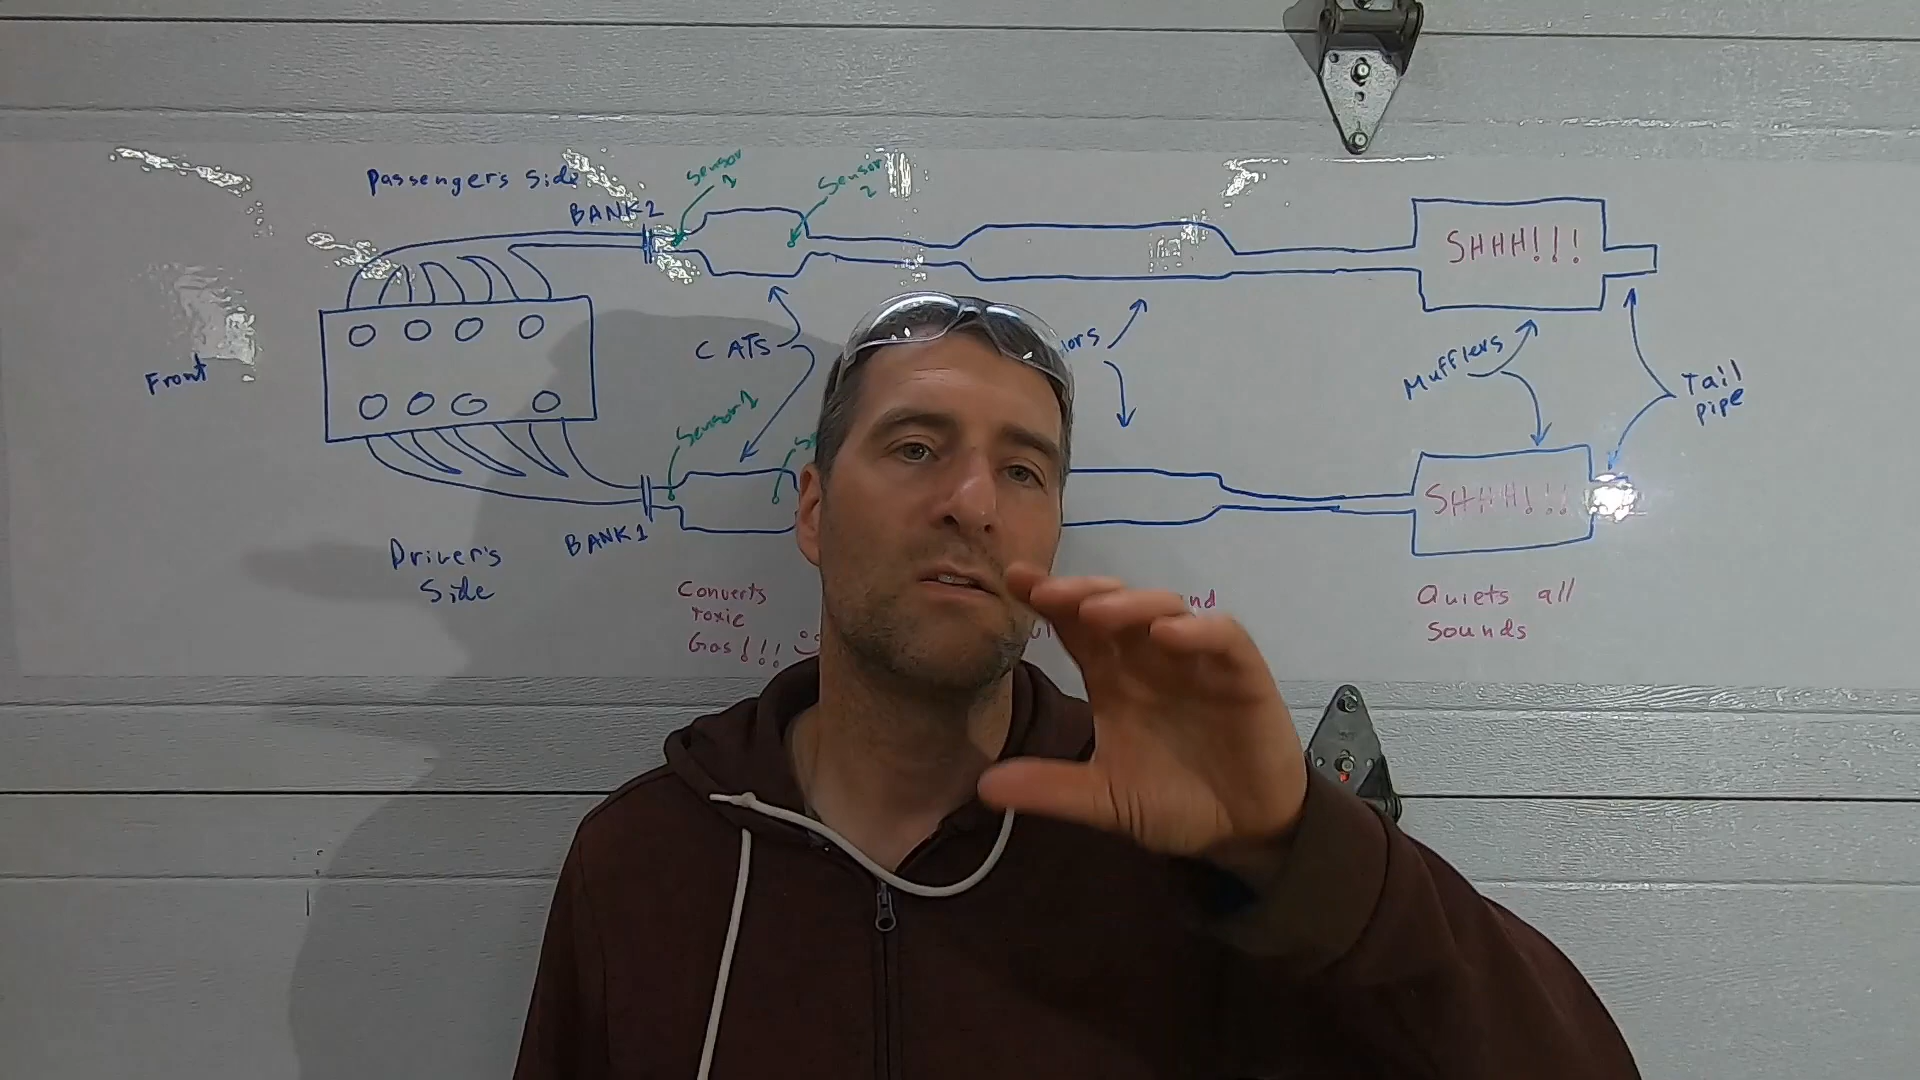 Passenger's Side
BANK 2
Sensor
1
Sensor
2
SHHH!!!
Front
CATS
Mufflers
Tail
pipe
Sensor 1
SHHH!!!
BANK 1
Driver's
Side
Converts
Toxic
Gas!!!
Quiets all
Sounds